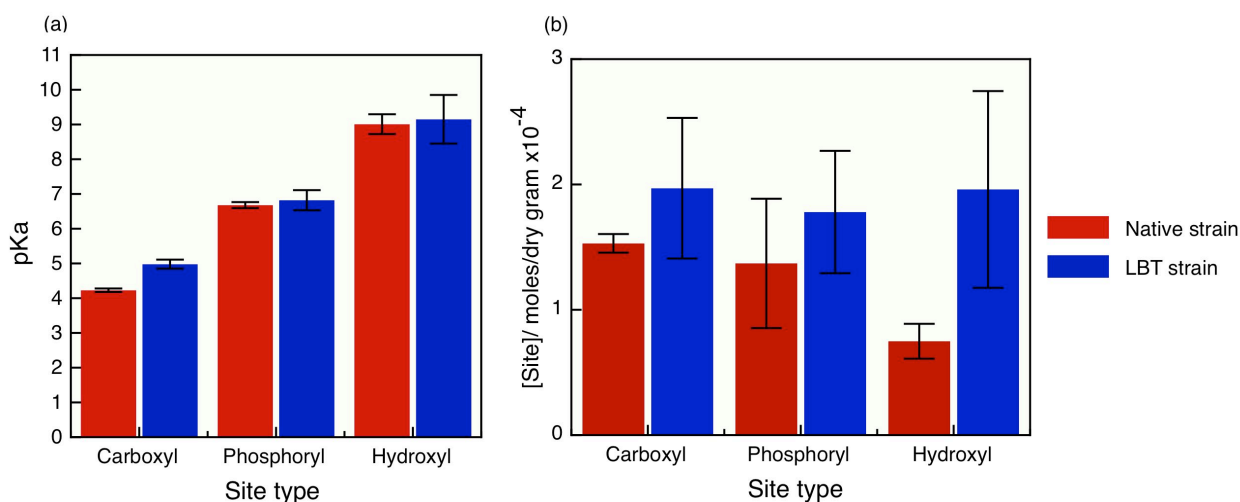 (a)
pKa
11
10
9
8
7
6
5
4
3
2
1
0
Carboxyl Phosphoryl Hydroxyl
Site type
(b)
[Site]/ moles/dry gram x10-4
3
2
1
0
Carboxyl Phosphoryl Hydroxyl
Site type
Native strain
LBT strain